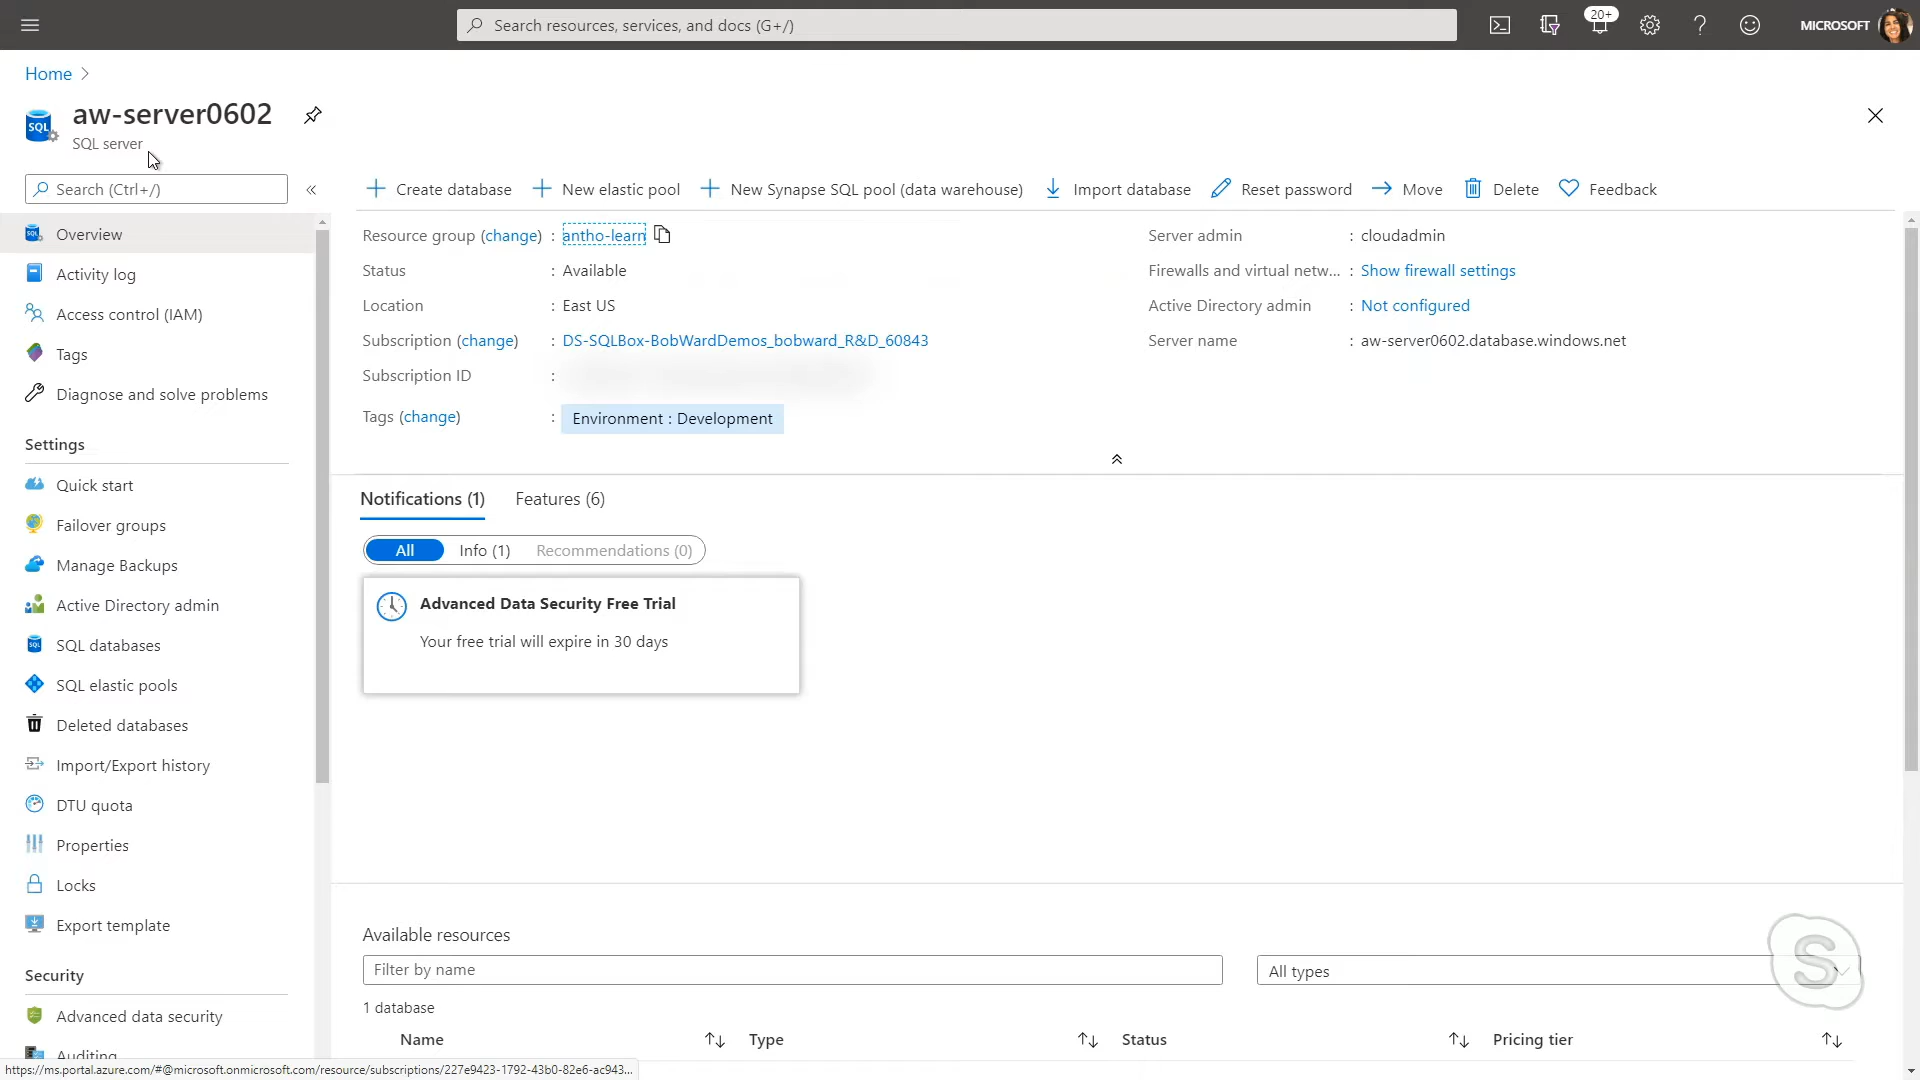 Search resources, services, and docs (G+/)
20+
MICROSOFT
Home
aw-server0602
SQL server
Search (Ctrl+/)
«
Create database
New elastic pool
New Synapse SQL pool (data warehouse)
Import database
Reset password
Move
Delete
Feedback
Overview
Activity log
Access control (IAM)
Tags
Diagnose and solve problems
Settings
Quick start
Failover groups
Manage Backups
Active Directory admin
SQL databases
SQL elastic pools
Deleted databases
Import/Export history
DTU quota
Properties
Locks
Export template
Security
Advanced data security
Auditing
Resource group (change) : antho-learn
Status : Available
Location : East US
Subscription (change) : DS-SQLBox-BobWardDemos_bobward_R&D_60843
Subscription ID :
Tags (change) : Environment : Development
Server admin : cloudadmin
Firewalls and virtual netw... : Show firewall settings
Active Directory admin : Not configured
Server name : aw-server0602.database.windows.net
Notifications (1)
Features (6)
All
Info (1)
Recommendations (0)
Advanced Data Security Free Trial
Your free trial will expire in 30 days
Available resources
Filter by name
All types
1 database
Name
Type
Status
Pricing tier
https://ms.portal.azure.com/#@microsoft.onmicrosoft.com/resource/subscriptions/227e9423-1792-43b0-82e6-ac943...